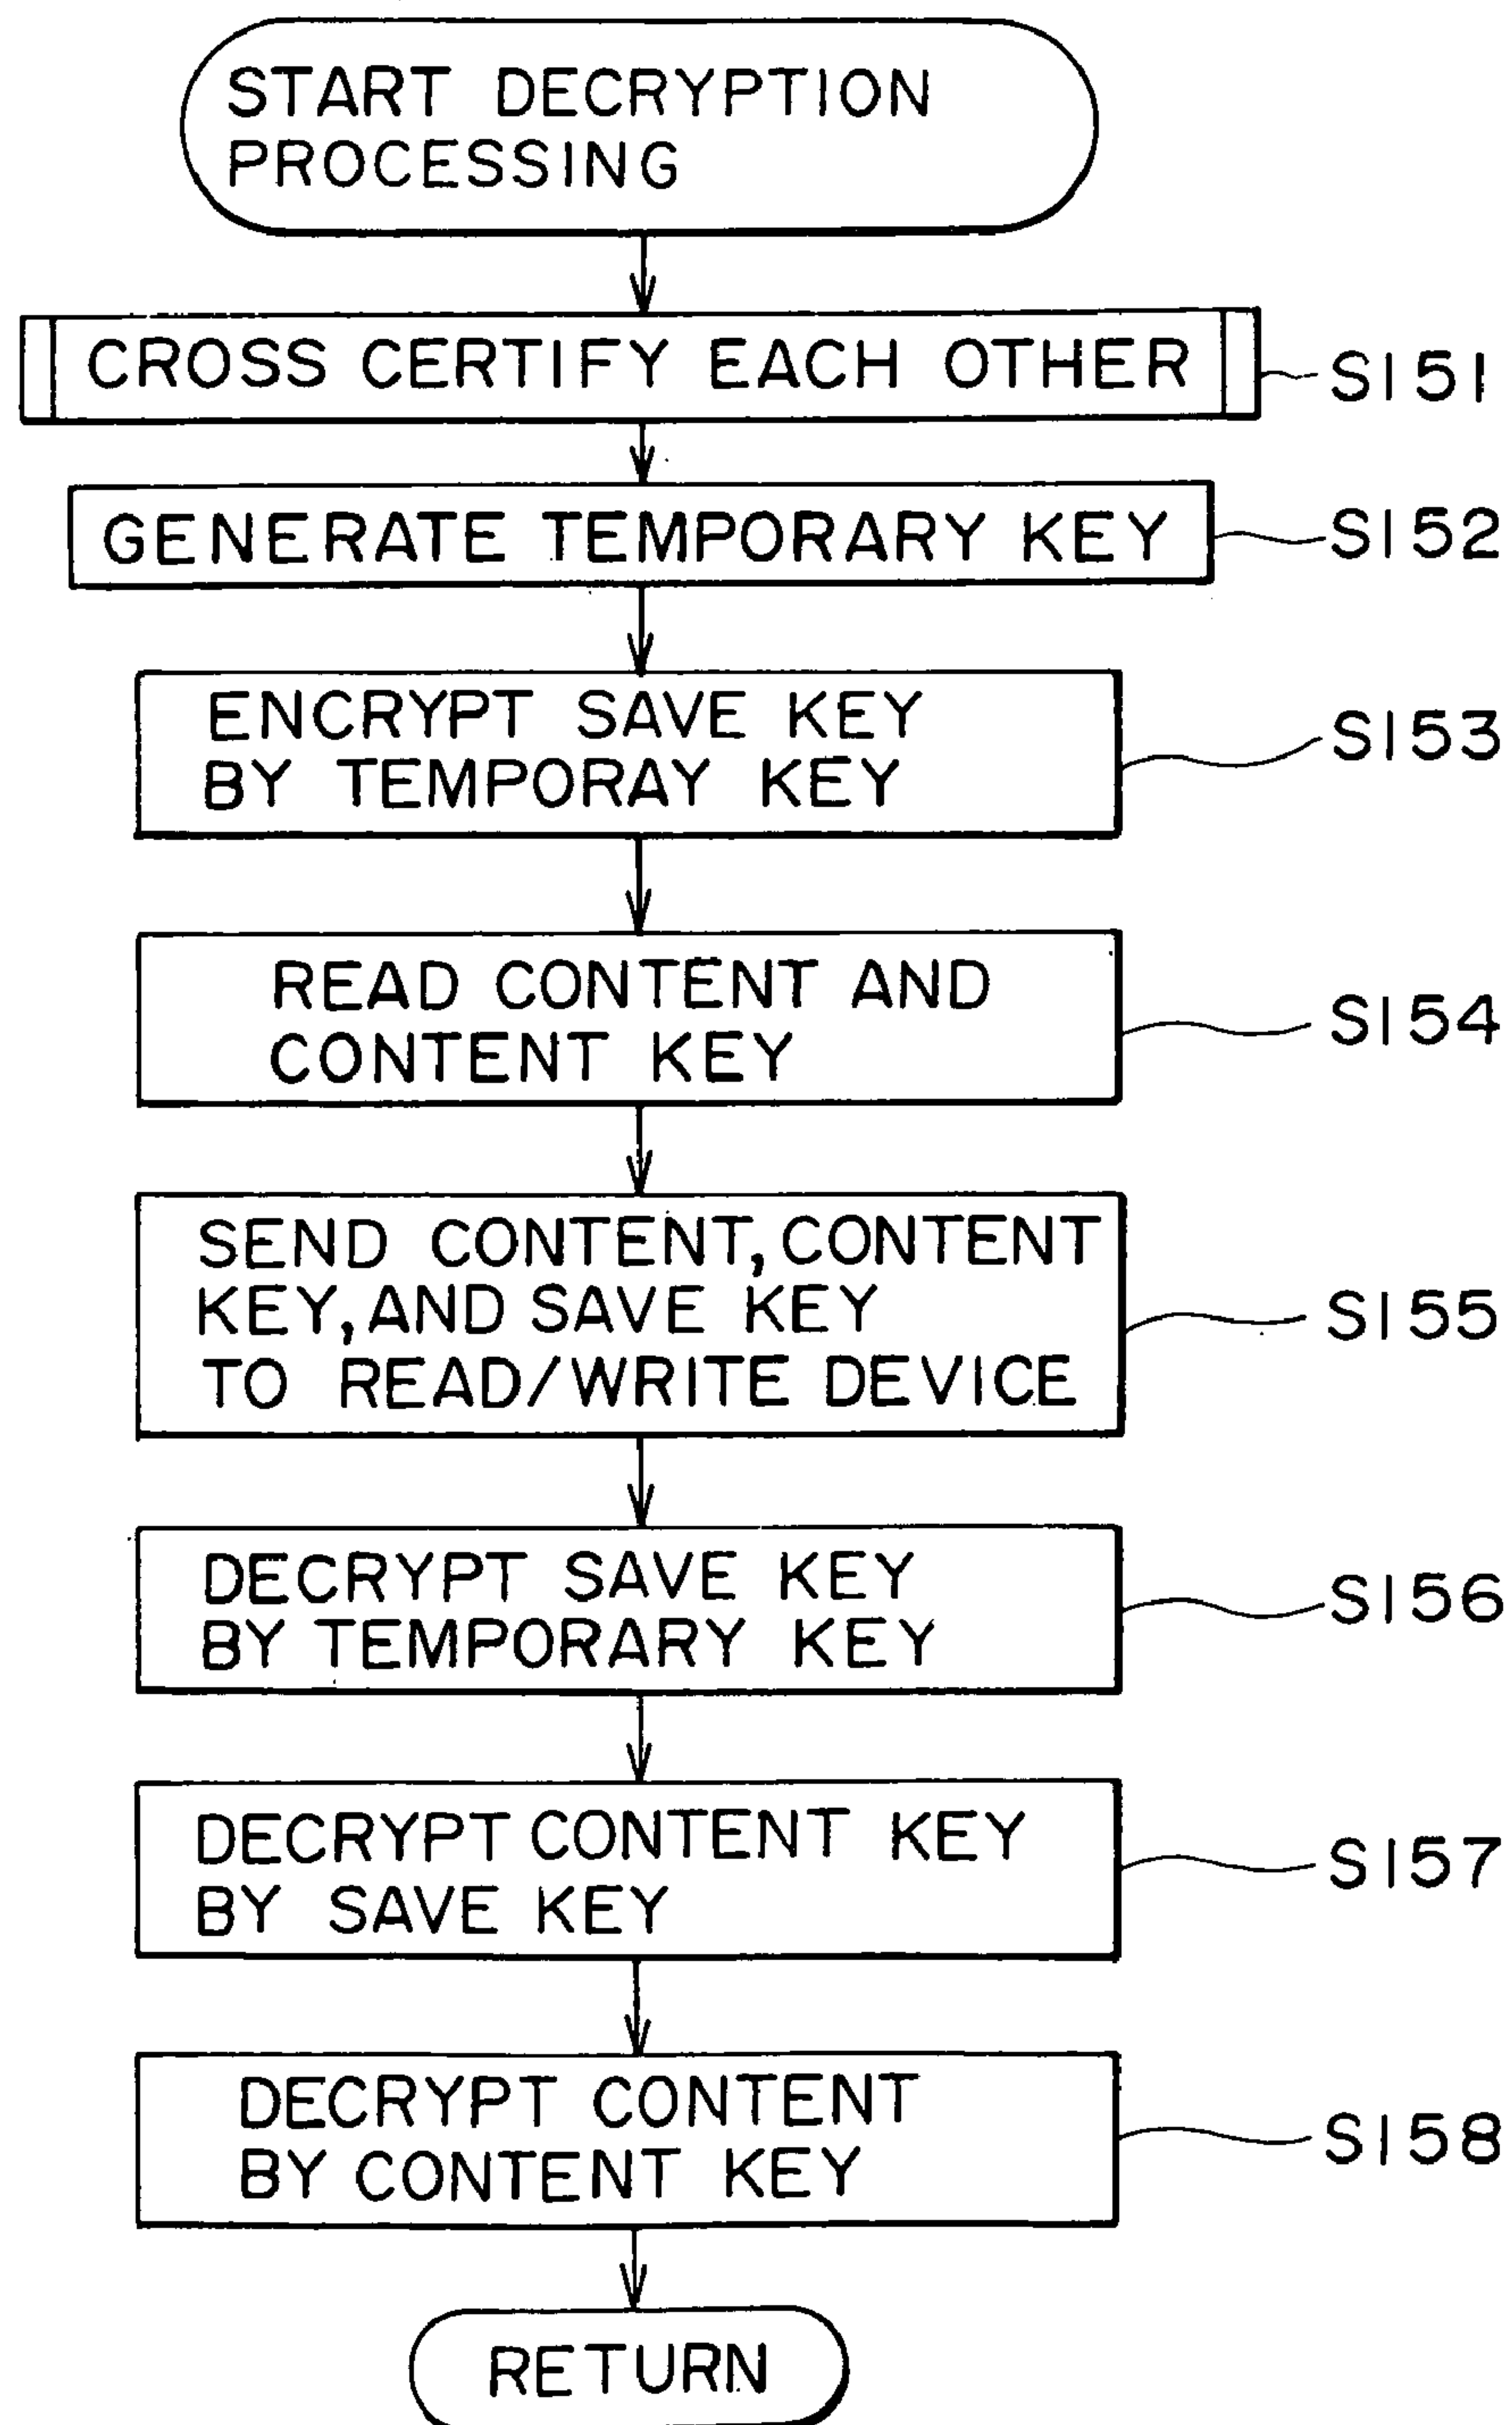 START DECRYPTION
PROCESSING
CROSS CERTIFY EACH OTHER
S151
GENERATE TEMPORARY KEY
S152
ENCRYPT SAVE KEY
BY TEMPORAY KEY
S153
READ CONTENT AND
CONTENT KEY
S154
SEND CONTENT, CONTENT
KEY, AND SAVE KEY
TO READ/WRITE DEVICE
S155
DECRYPT SAVE KEY
BY TEMPORARY KEY
S156
DECRYPT CONTENT KEY
BY SAVE KEY
S157
DECRYPT CONTENT
BY CONTENT KEY
S158
RETURN